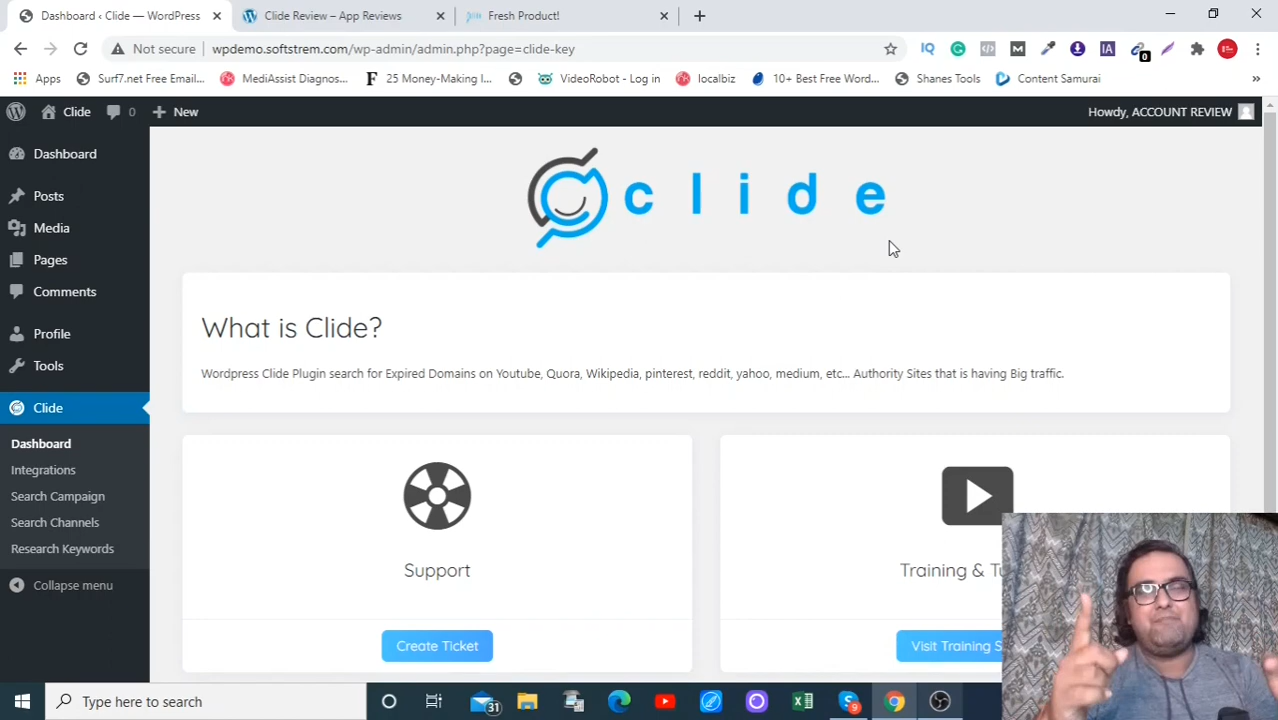 Dashboard ‹ Clide — WordPress
Clide Review – App Reviews
Fresh Product!
Not secure
wpdemo.softstrem.com/wp-admin/admin.php?page=clide-key
Apps
Surf7.net Free Email...
MediAssist Diagnos...
25 Money-Making I...
VideoRobot - Log in
localbiz
10+ Best Free Word...
Shanes Tools
Content Samurai
»
Clide
0
New
Howdy, ACCOUNT REVIEW
Dashboard
Posts
Media
Pages
Comments
Profile
Tools
Clide
Dashboard
Integrations
Search Campaign
Search Channels
Research Keywords
Collapse menu
clide
What is Clide?
Wordpress Clide Plugin search for Expired Domains on Youtube, Quora, Wikipedia, pinterest, reddit, yahoo, medium, etc... Authority Sites that is having Big traffic.
Support
Create Ticket
Training &
Visit Training
Type here to search
31
9